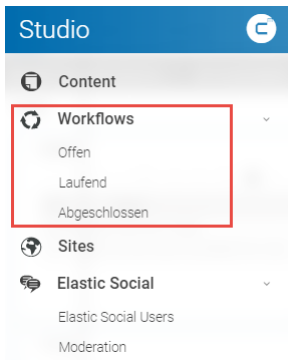 Studio
Content
Workflows
Offen
Laufend
Abgeschlossen
Sites
Elastic Social
Elastic Social Users
Moderation